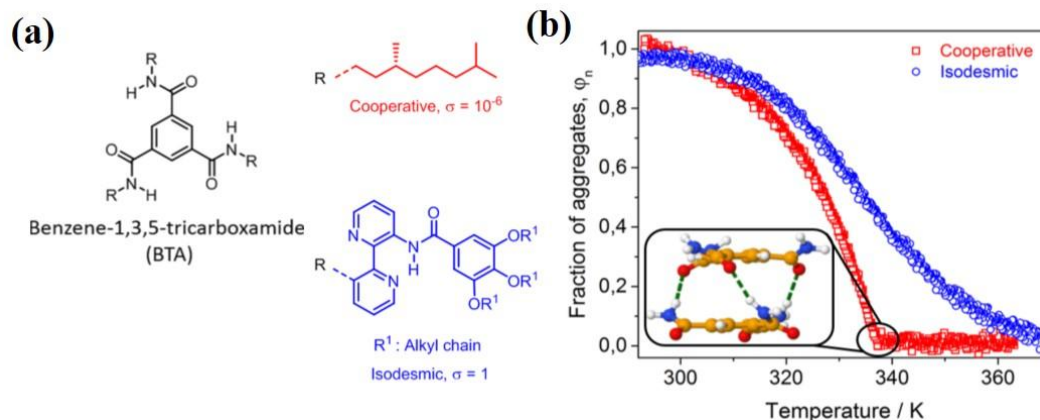 (a)
R
N
H
O
O
H
N
R
N
R
H
O
Benzene-1,3,5-tricarboxamide
(BTA)
R
Cooperative, σ = 10⁻⁶
N
N
R
N
H
O
OR¹
OR¹
OR¹
R¹ : Alkyl chain
Isodesmic, σ = 1
(b)
Fraction of aggregates, φₙ
1,0
0,8
0,6
0,4
0,2
0,0
Cooperative
Isodesmic
300
320
340
360
Temperature / K